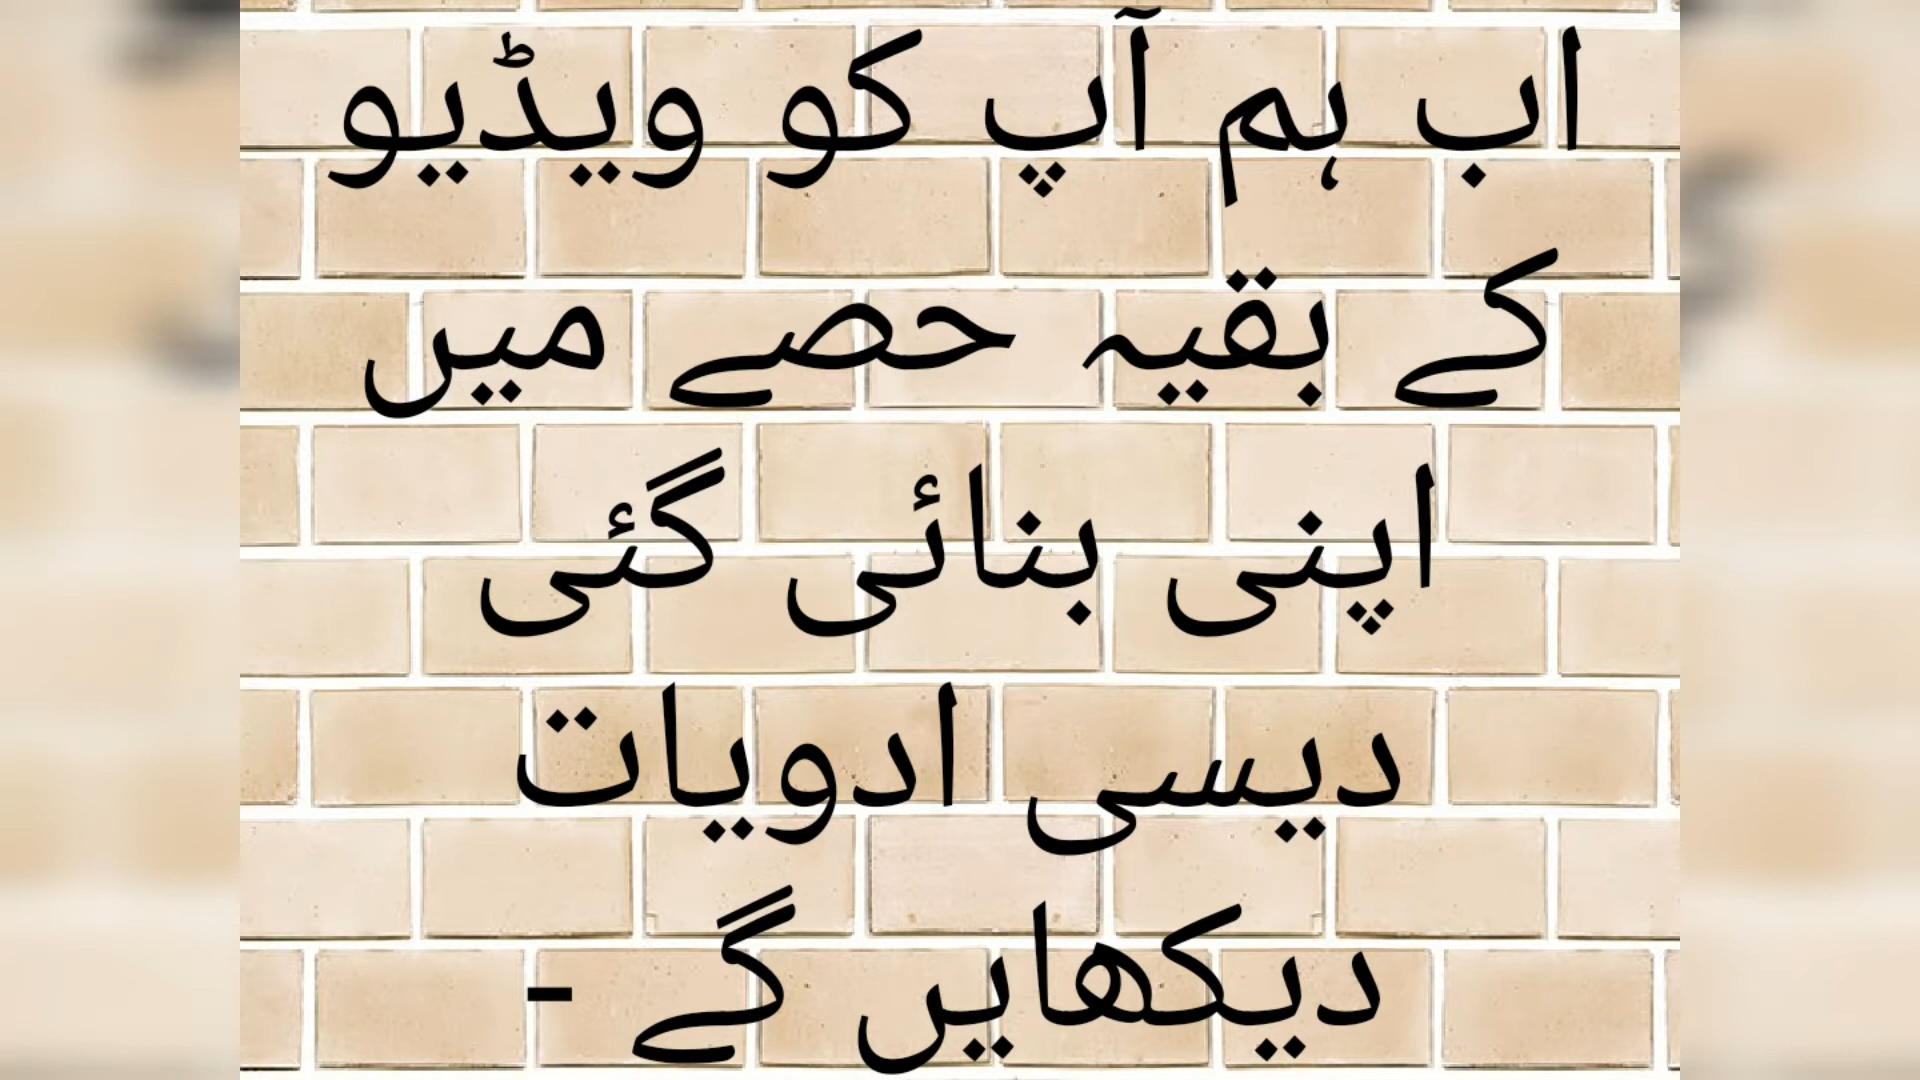 اب ہم آپ کو ویڈیو
کے بقیہ حصے میں
اپنی بنائی گئی
دیسی ادویات
دیکھایں گے -